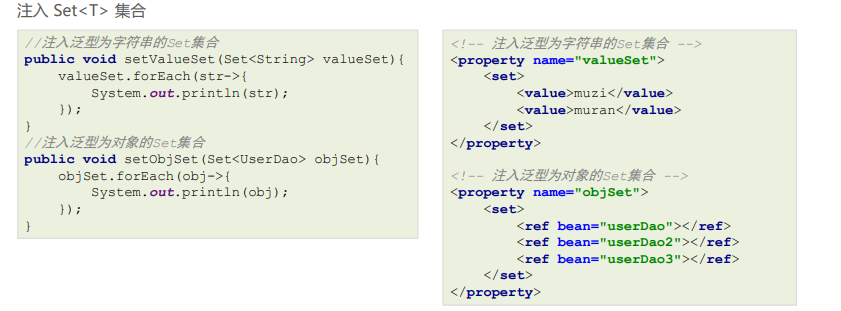 注入 Set<T> 集合
//注入泛型为字符串的Set集合
public void setValueSet(Set<String> valueSet){
    valueSet.forEach(str->{
        System.out.println(str);
    });
}
//注入泛型为对象的Set集合
public void setObjSet(Set<UserDao> objSet){
    objSet.forEach(obj->{
        System.out.println(obj);
    });
}
<!-- 注入泛型为字符串的Set集合 -->
<property name="valueSet">
    <set>
        <value>muzi</value>
        <value>muran</value>
    </set>
</property>
<!-- 注入泛型为对象的Set集合 -->
<property name="objSet">
    <set>
        <ref bean="userDao"></ref>
        <ref bean="userDao2"></ref>
        <ref bean="userDao3"></ref>
    </set>
</property>